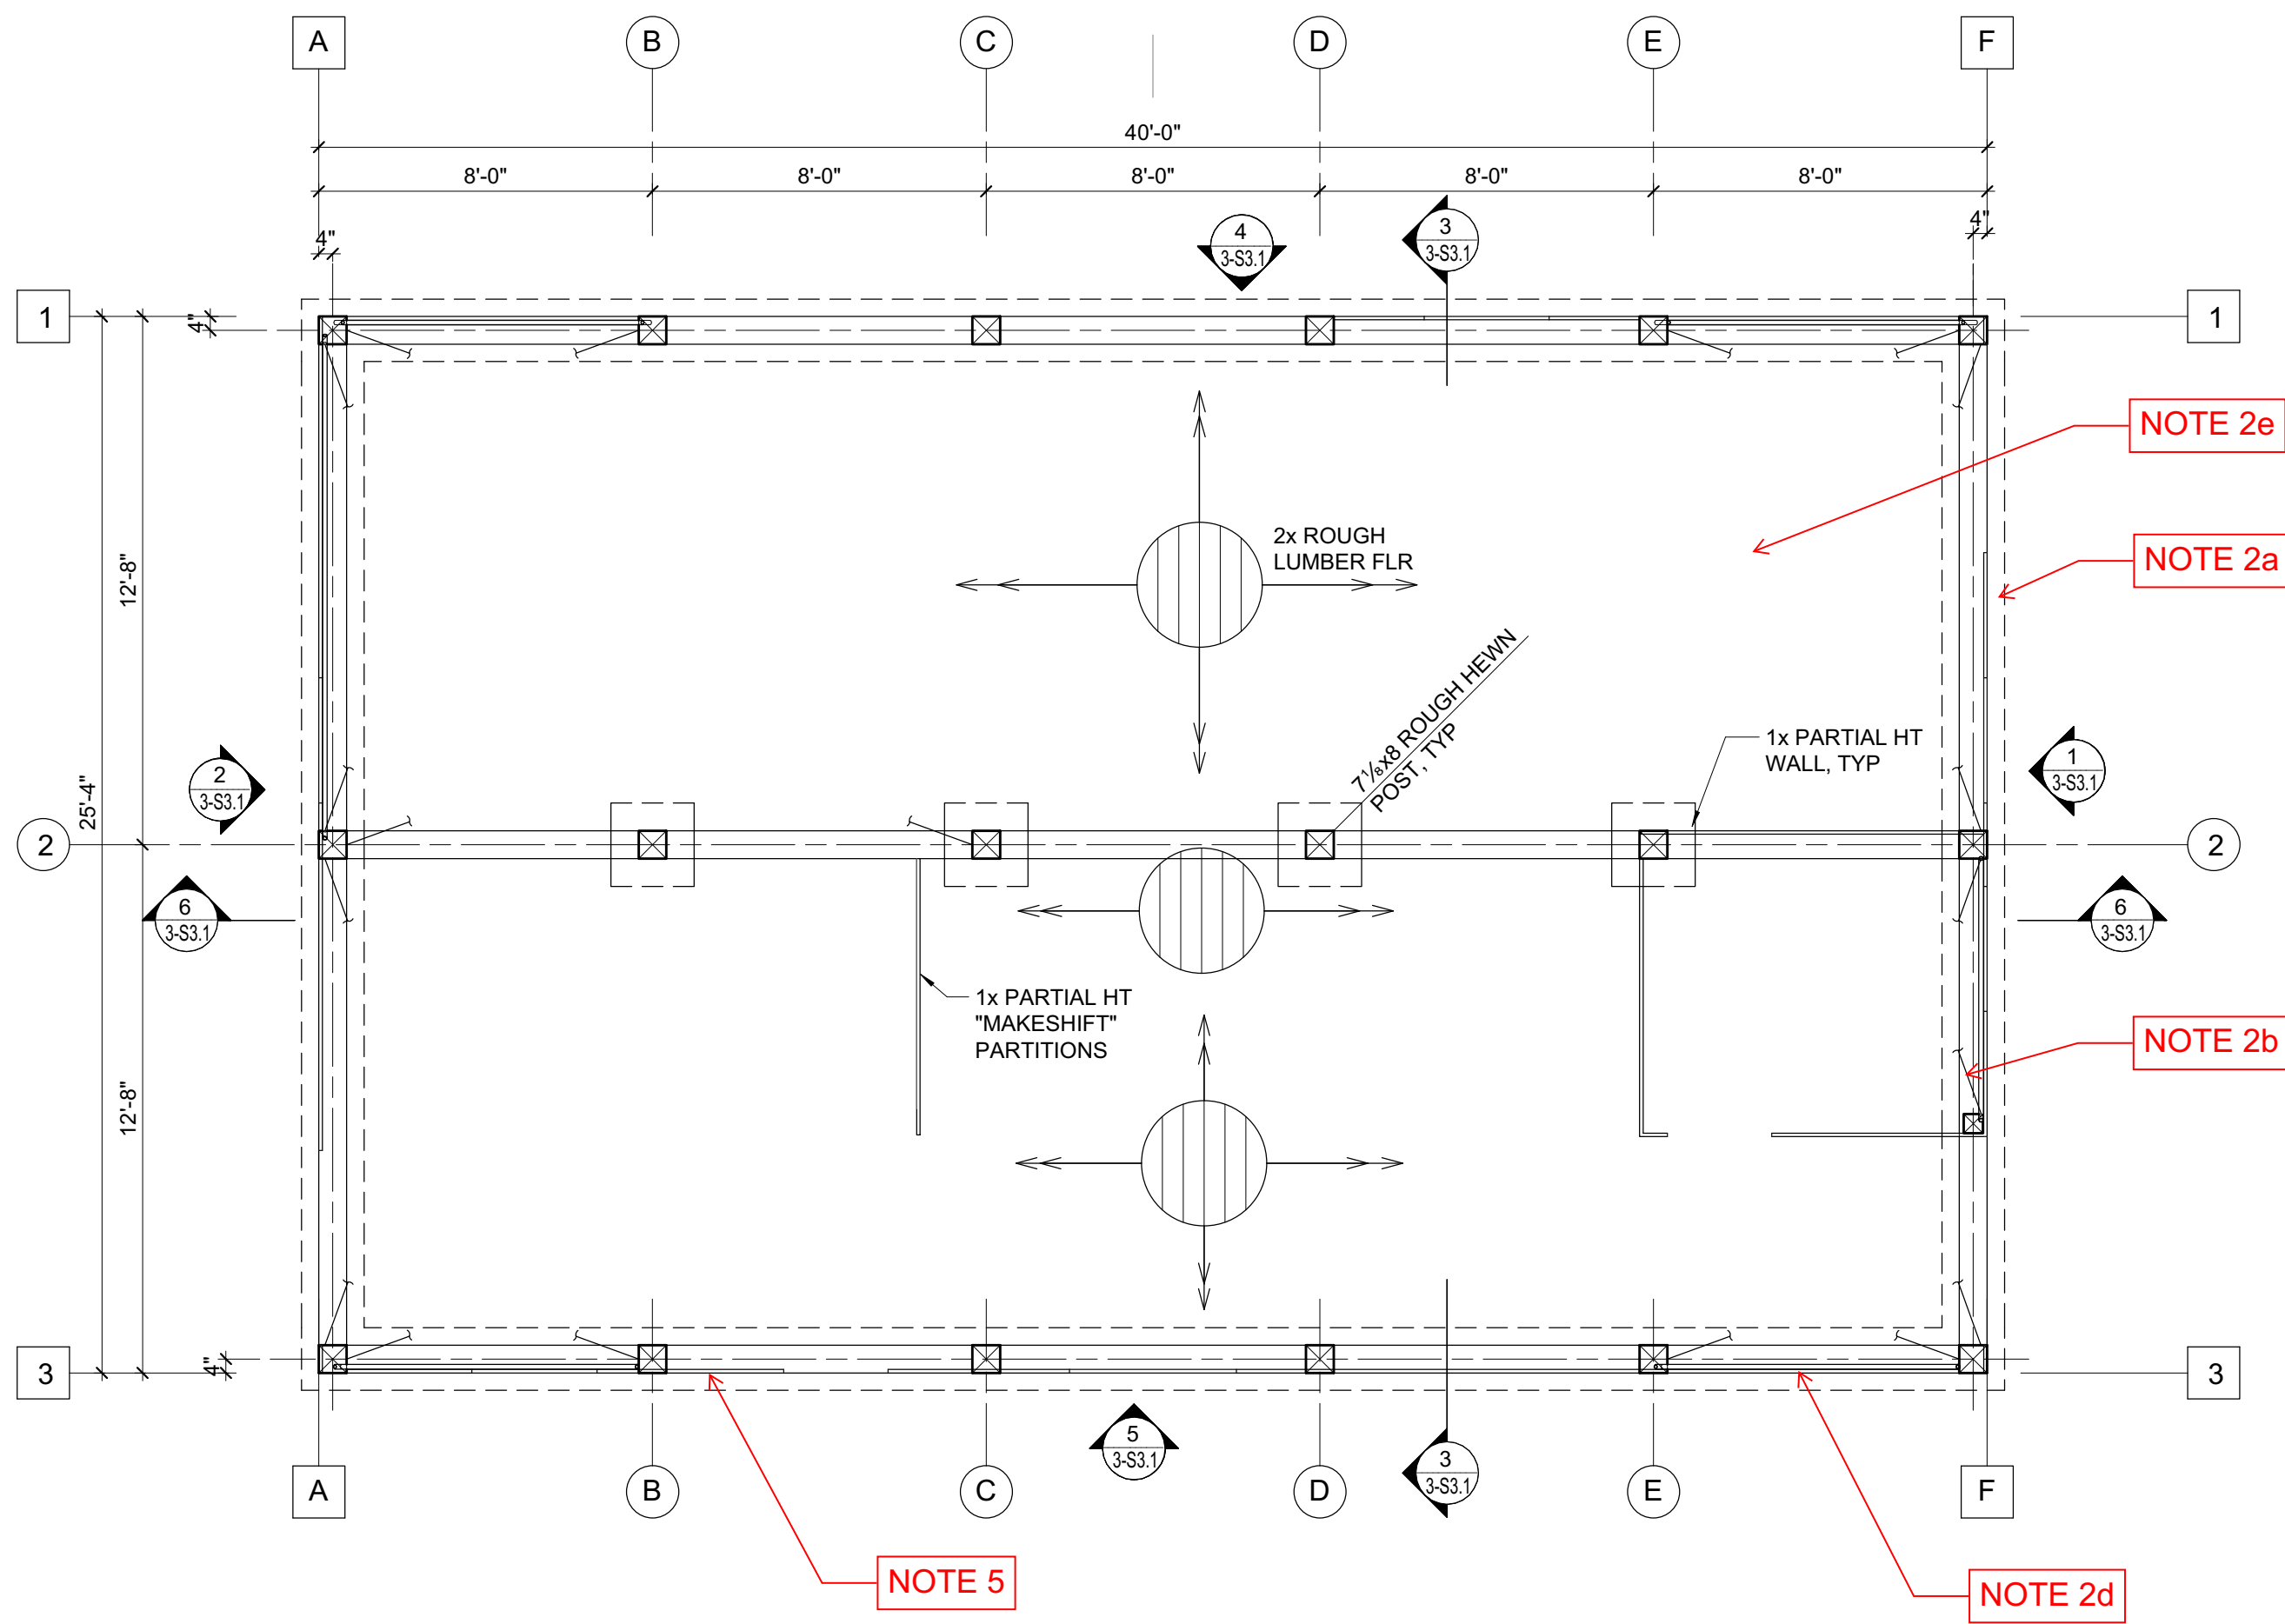 A
B
C
D
E
F
40'-0"
8'-0"
8'-0"
8'-0"
8'-0"
8'-0"
4"
4
3-S3.1
3
3-S3.1
4"
1
4"
1
NOTE 2e
2x ROUGH
LUMBER FLR
NOTE 2a
12'-8"
7⅛x8 ROUGH HEWN
POST, TYP
1x PARTIAL HT
WALL, TYP
2
3-S3.1
1
3-S3.1
25'-4"
2
2
6
3-S3.1
6
3-S3.1
1x PARTIAL HT
"MAKESHIFT"
PARTITIONS
NOTE 2b
12'-8"
3
4"
3
5
3-S3.1
3
3-S3.1
A
B
C
D
E
F
NOTE 5
NOTE 2d